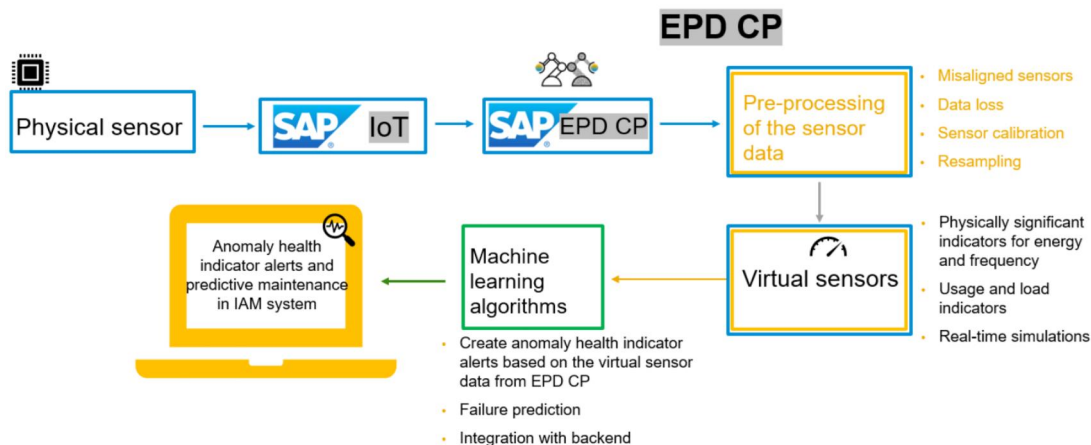 EPD CP
Physical sensor
SAP
®
IoT
SAP
®
EPD CP
Pre-processing
of the sensor
data
• Misaligned sensors
• Data loss
• Sensor calibration
• Resampling
Anomaly health
indicator alerts and
predictive maintenance
in IAM system
Machine
learning
algorithms
Virtual sensors
• Physically significant
indicators for energy
and frequency
• Usage and load
indicators
• Real-time simulations
• Create anomaly health indicator
alerts based on the virtual sensor
data from EPD CP
• Failure prediction
• Integration with backend